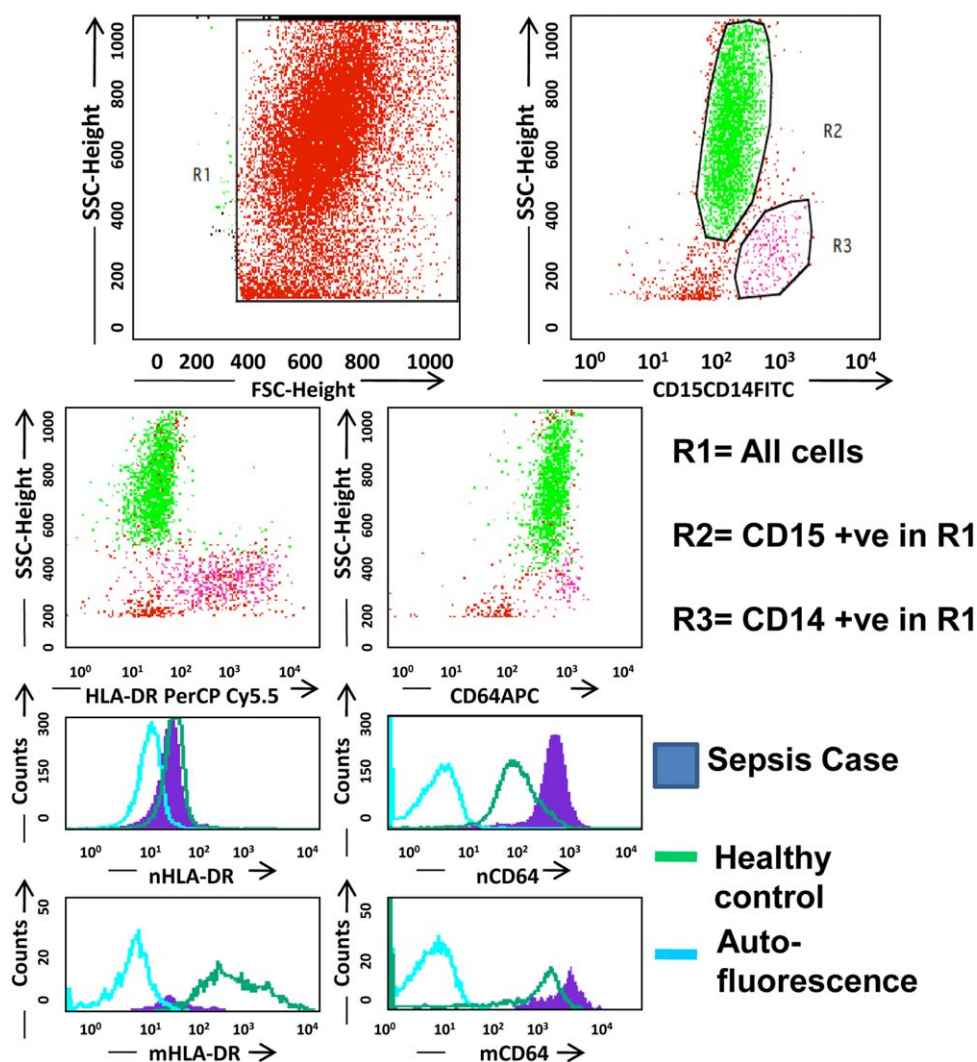 SSC-Height
1000
800
600
400
200
0
R1
0 200 400 600 800 1000
FSC-Height
SSC-Height
1000
800
600
400
200
0
R2
R3
10⁰ 10¹ 10² 10³ 10⁴
CD15CD14FITC
SSC-Height
1000
800
600
400
200
0
10⁰ 10¹ 10² 10³ 10⁴
HLA-DR PerCP Cy5.5
SSC-Height
1000
800
600
400
200
0
10⁰ 10¹ 10² 10³ 10⁴
CD64APC
R1= All cells
R2= CD15 +ve in R1
R3= CD14 +ve in R1
Counts
300
150
0
10⁰ 10¹ 10² 10³ 10⁴
nHLA-DR
Counts
300
150
0
10⁰ 10¹ 10² 10³ 10⁴
nCD64
Sepsis Case
Healthy
control
Auto-
fluorescence
Counts
50
20
0
10⁰ 10¹ 10² 10³ 10⁴
mHLA-DR
Counts
50
20
0
10⁰ 10¹ 10² 10³ 10⁴
mCD64